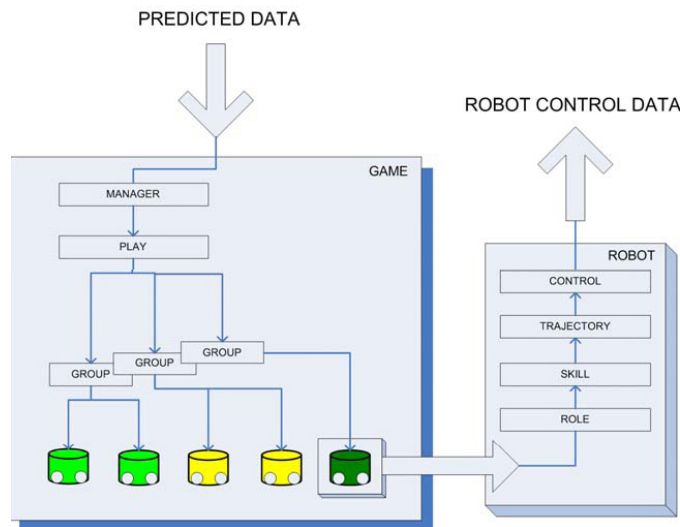 PREDICTED DATA
ROBOT CONTROL DATA
GAME
MANAGER
PLAY
GROUP
GROUP
GROUP
ROBOT
CONTROL
TRAJECTORY
SKILL
ROLE